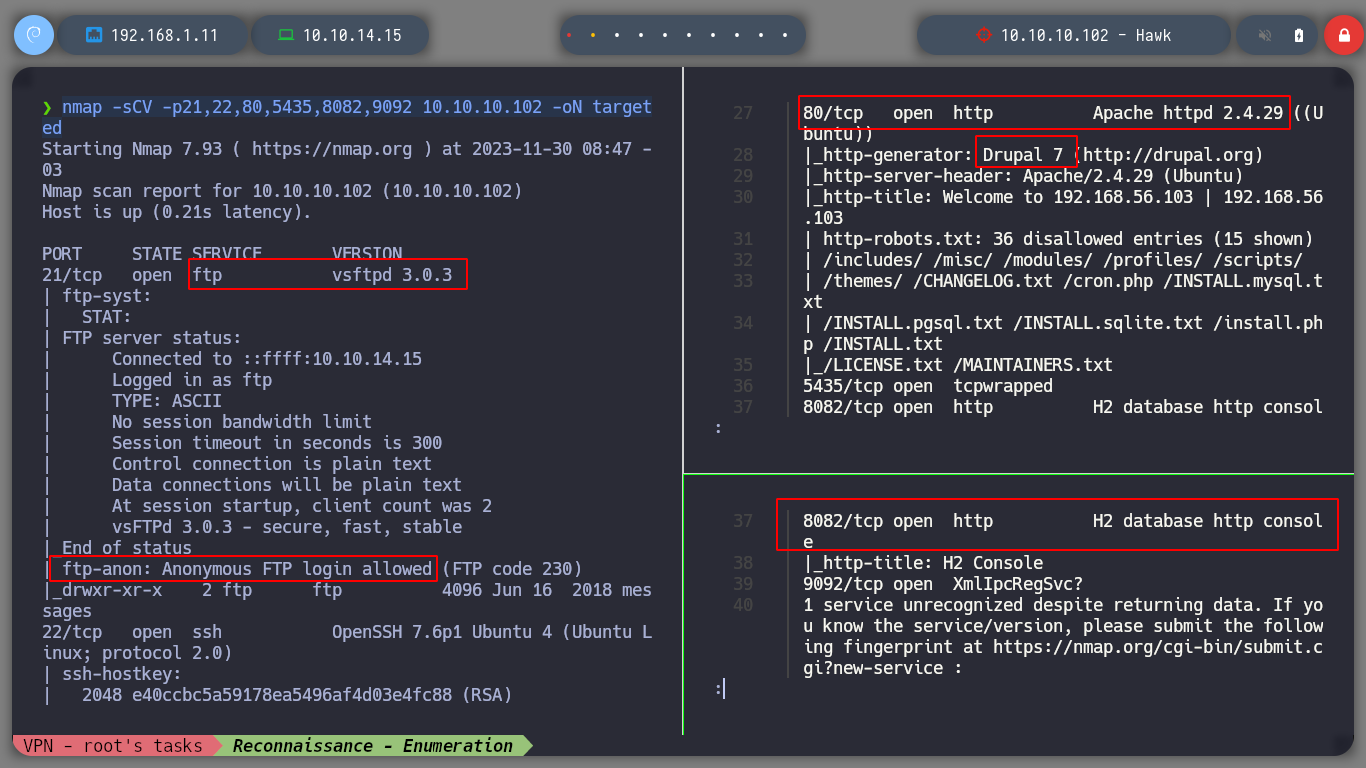 192.168.1.11
10.10.14.15
10.10.10.102 - Hawk
❯ nmap -sCV -p21,22,80,5435,8082,9092 10.10.10.102 -oN target
ed
Starting Nmap 7.93 ( https://nmap.org ) at 2023-11-30 08:47 -
03
Nmap scan report for 10.10.10.102 (10.10.10.102)
Host is up (0.21s latency).
PORT     STATE SERVICE       VERSION
21/tcp   open  ftp           vsftpd 3.0.3
| ftp-syst:
|   STAT:
| FTP server status:
|      Connected to ::ffff:10.10.14.15
|      Logged in as ftp
|      TYPE: ASCII
|      No session bandwidth limit
|      Session timeout in seconds is 300
|      Control connection is plain text
|      Data connections will be plain text
|      At session startup, client count was 2
|      vsFTPd 3.0.3 - secure, fast, stable
|_End of status
| ftp-anon: Anonymous FTP login allowed (FTP code 230)
|_drwxr-xr-x    2 ftp      ftp          4096 Jun 16  2018 mes
sages
22/tcp   open  ssh           OpenSSH 7.6p1 Ubuntu 4 (Ubuntu L
inux; protocol 2.0)
| ssh-hostkey:
|   2048 e40ccbc5a59178ea5496af4d03e4fc88 (RSA)
27 80/tcp   open  http          Apache httpd 2.4.29 ((U
buntu))
28 |_http-generator: Drupal 7 (http://drupal.org)
29 |_http-server-header: Apache/2.4.29 (Ubuntu)
30 |_http-title: Welcome to 192.168.56.103 | 192.168.56
.103
31 | http-robots.txt: 36 disallowed entries (15 shown)
32 | /includes/ /misc/ /modules/ /profiles/ /scripts/
33 | /themes/ /CHANGELOG.txt /cron.php /INSTALL.mysql.t
xt
34 | /INSTALL.pgsql.txt /INSTALL.sqlite.txt /install.ph
p /INSTALL.txt
35 |_/LICENSE.txt /MAINTAINERS.txt
36 5435/tcp open  tcpwrapped
37 8082/tcp open  http          H2 database http consol
:
37 8082/tcp open  http          H2 database http consol
e
38 |_http-title: H2 Console
39 9092/tcp open  XmlIpcRegSvc?
40 1 service unrecognized despite returning data. If yo
u know the service/version, please submit the follow
ing fingerprint at https://nmap.org/cgi-bin/submit.c
gi?new-service :
:
VPN - root's tasks
Reconnaissance - Enumeration